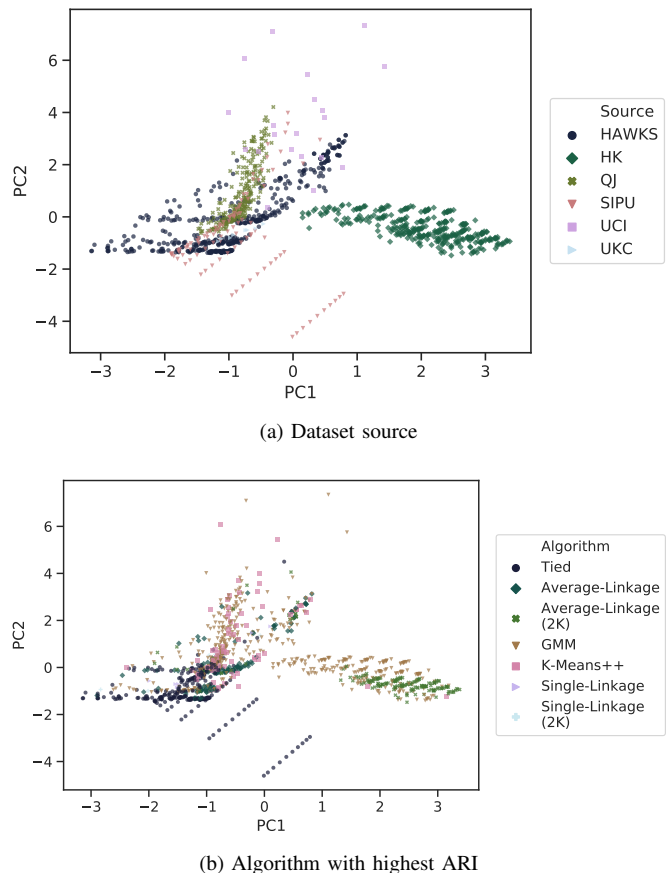 6
4
2
0
−2
−4
PC2
−3
−2
−1
0
1
2
3
PC1
Source
HAWKS
HK
QJ
SIPU
UCI
UKC
(a) Dataset source
6
4
2
0
−2
−4
PC2
−3
−2
−1
0
1
2
3
PC1
Algorithm
Tied
Average-Linkage
Average-Linkage
(2K)
GMM
K-Means++
Single-Linkage
Single-Linkage
(2K)
(b) Algorithm with highest ARI